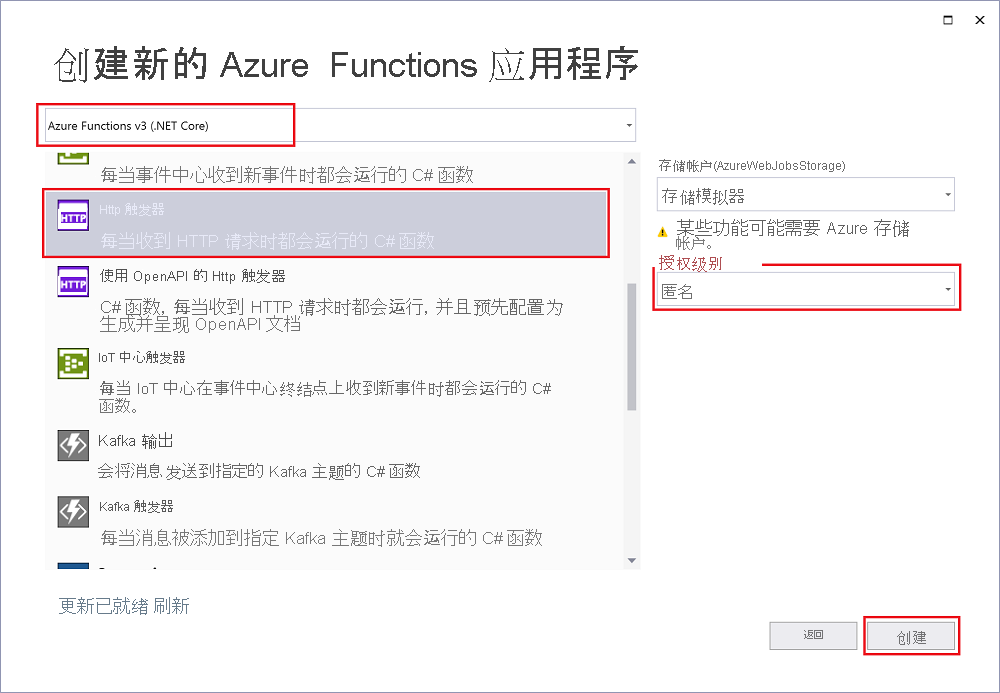 创建新的 Azure Functions 应用程序
Azure Functions v3 (.NET Core)
每当事件中心收到新事件时都会运行的 C# 函数
HTTP
Http 触发器
每当收到 HTTP 请求时都会运行的 C# 函数
HTTP
使用 OpenAPI 的 Http 触发器
C# 函数, 每当收到 HTTP 请求时都会运行, 并且预先配置为
生成并呈现 OpenAPI 文档
IoT 中心触发器
每当 IoT 中心在事件中心终结点上收到新事件时都会运行的 C#
函数。
Kafka 输出
会将消息发送到指定的 Kafka 主题的 C# 函数
Kafka 触发器
每当消息被添加到指定 Kafka 主题时就会运行的 C# 函数
存储帐户(AzureWebJobsStorage)
存储模拟器
某些功能可能需要 Azure 存储
帐户。
授权级别
匿名
更新已就绪 刷新
返回
创建